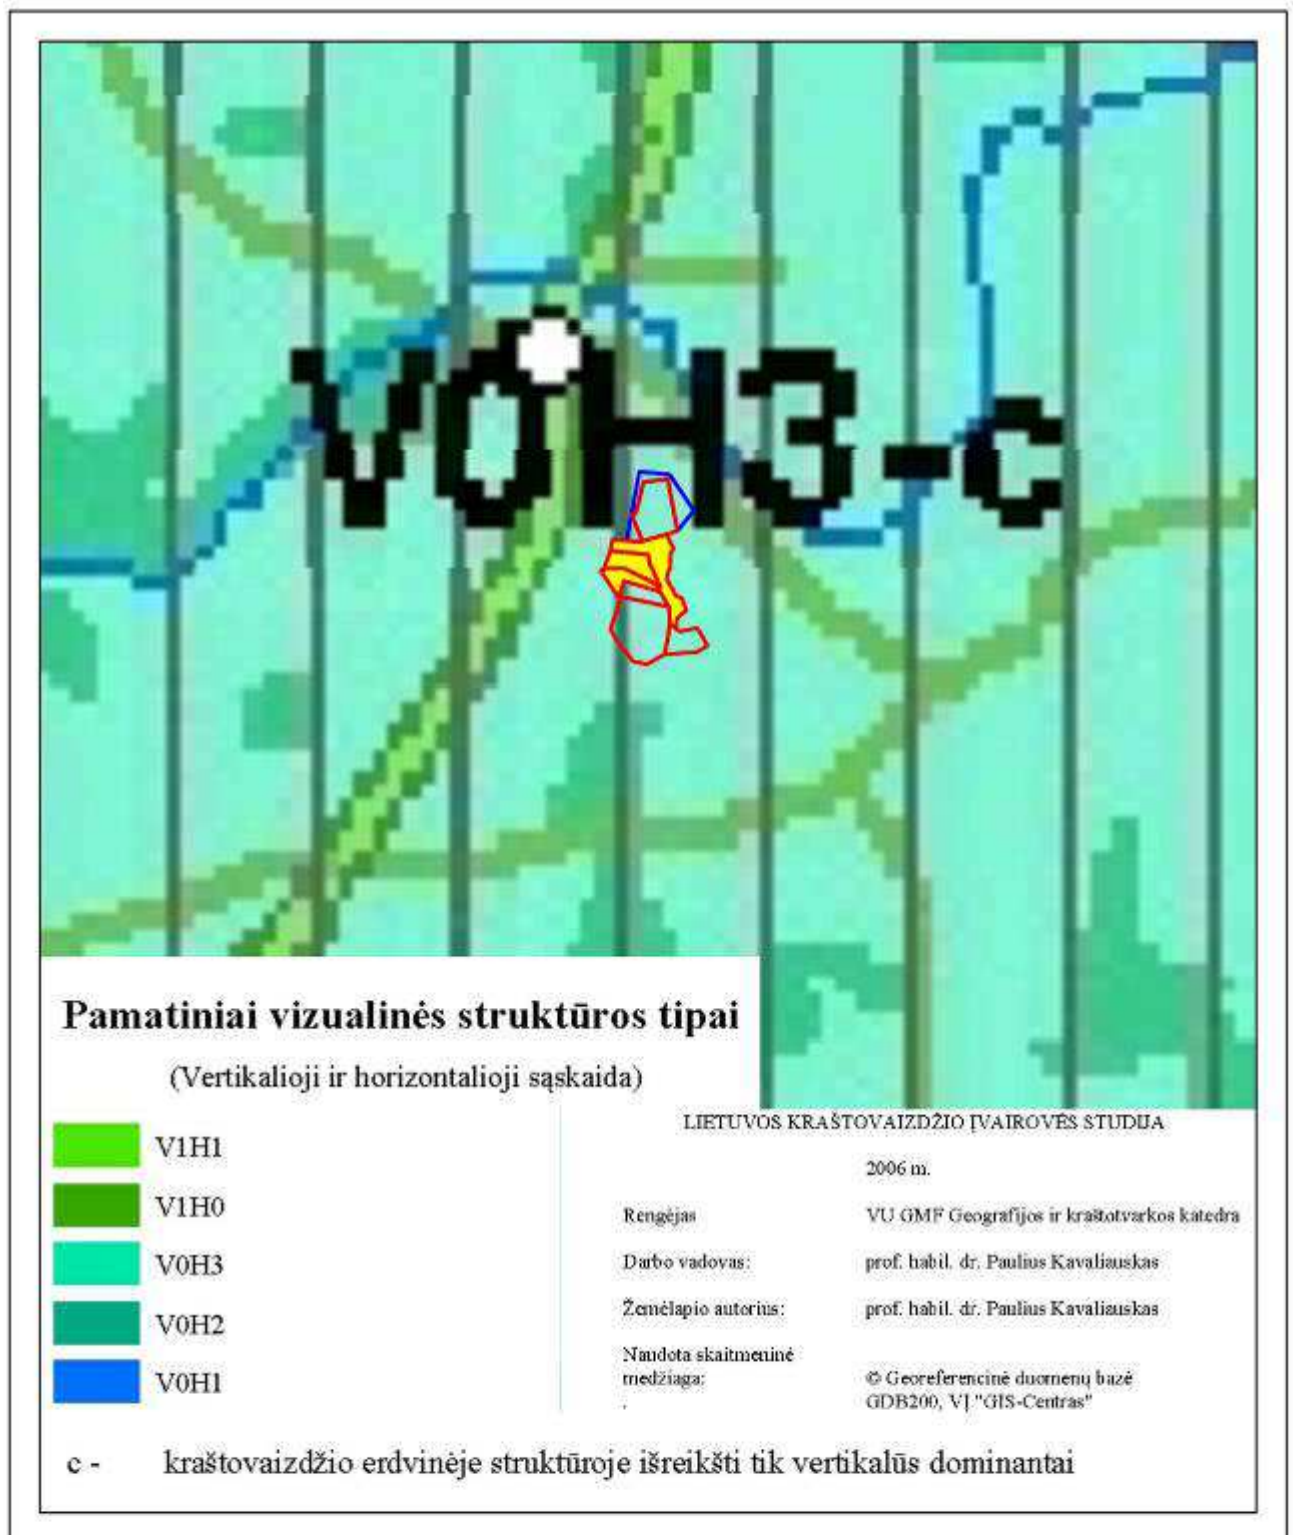 V0H3-c
Pamatiniai vizualinės struktūros tipai
(Vertikalioji ir horizontalioji sąskaida)
V1H1
V1H0
V0H3
V0H2
V0H1
LIETUVOS KRAŠTOVAIZDŽIO ĮVAIROVĖS STUDIJA
2006 m.
Rengėjas VU GMF Geografijos ir kraštotvarkos katedra
Darbo vadovas: prof. habil. dr. Paulius Kavaliauskas
Žemėlapio autorius: prof. habil. dr. Paulius Kavaliauskas
Naudota skaitmeninė
medžiaga: © Georeferencinė duomenų bazė
. GDB200, VĮ "GIS-Centras"
c - kraštovaizdžio erdvinėje struktūroje išreikšti tik vertikalūs dominantai